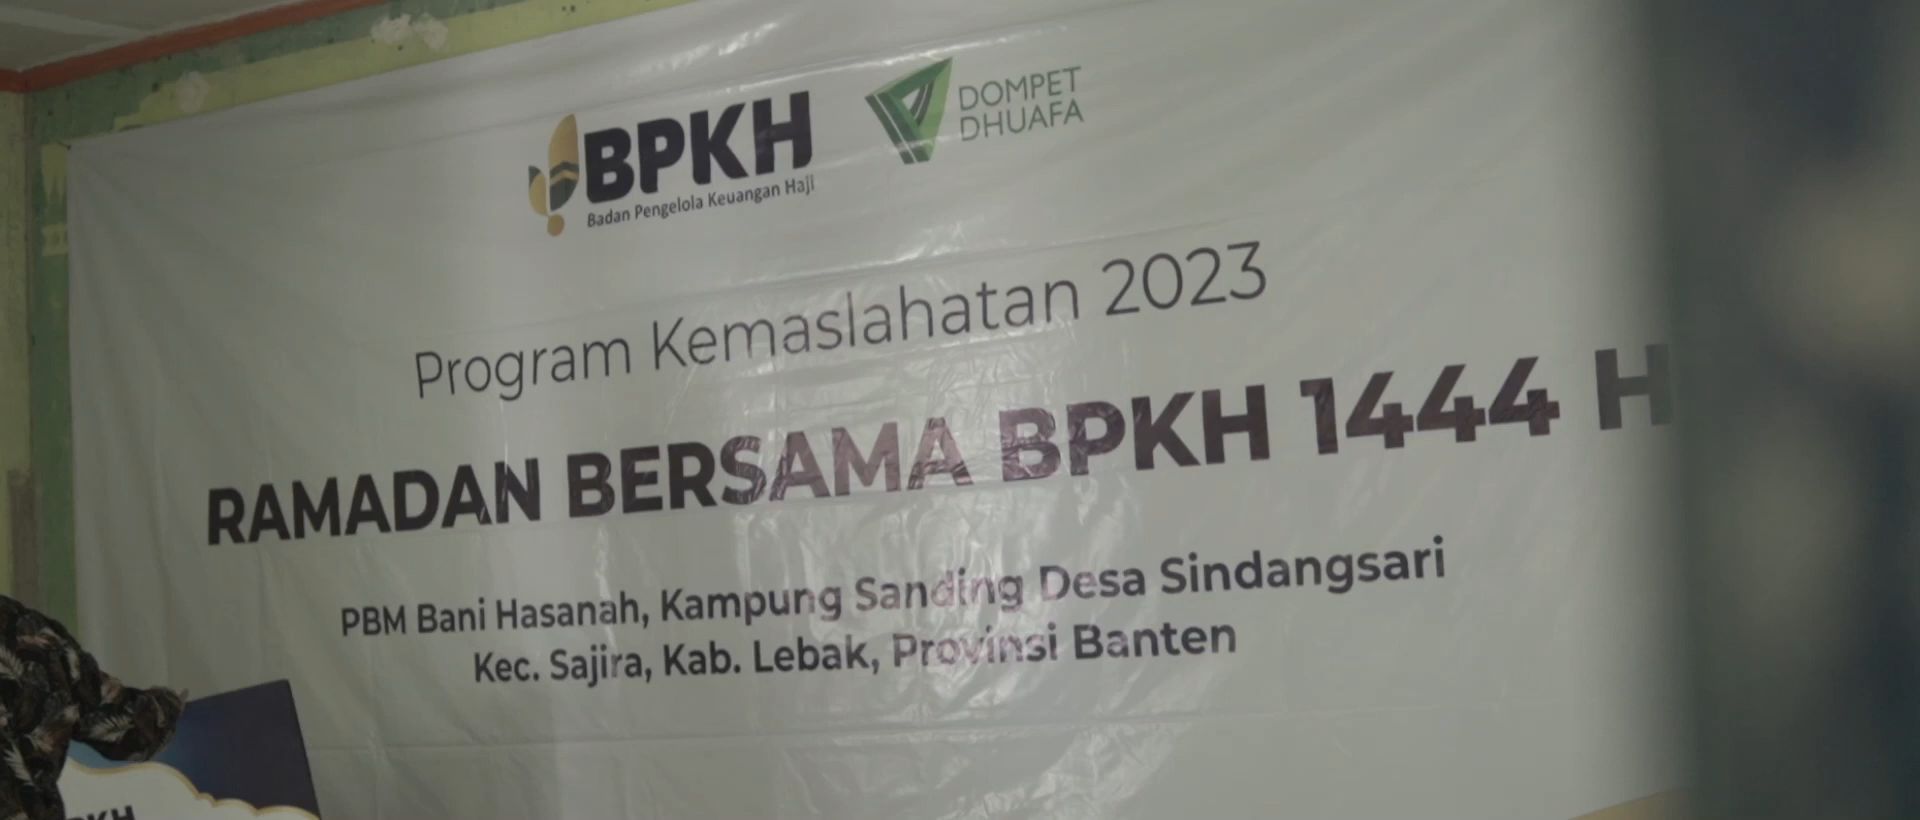 BPKH
Badan Pengelola Keuangan Haji
DOMPET
DHUAFA
Program Kemaslahatan 2023
RAMADAN BERSAMA BPKH 1444 H
PBM Bani Hasanah, Kampung Sanding Desa Sindangsari
Kec. Sajira, Kab. Lebak, Provinsi Banten